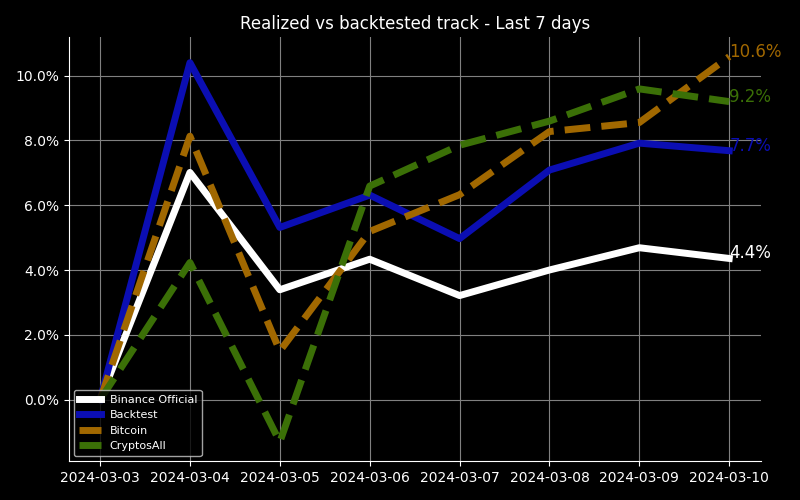 Realized vs backtested track - Last 7 days
10.6%
10.0%
9.2%
8.0%
7.7%
6.0%
4.4%
4.0%
2.0%
0.0%
Binance Official
Backtest
Bitcoin
CryptosAll
2024-03-03 2024-03-04 2024-03-05 2024-03-06 2024-03-07 2024-03-08 2024-03-09 2024-03-10